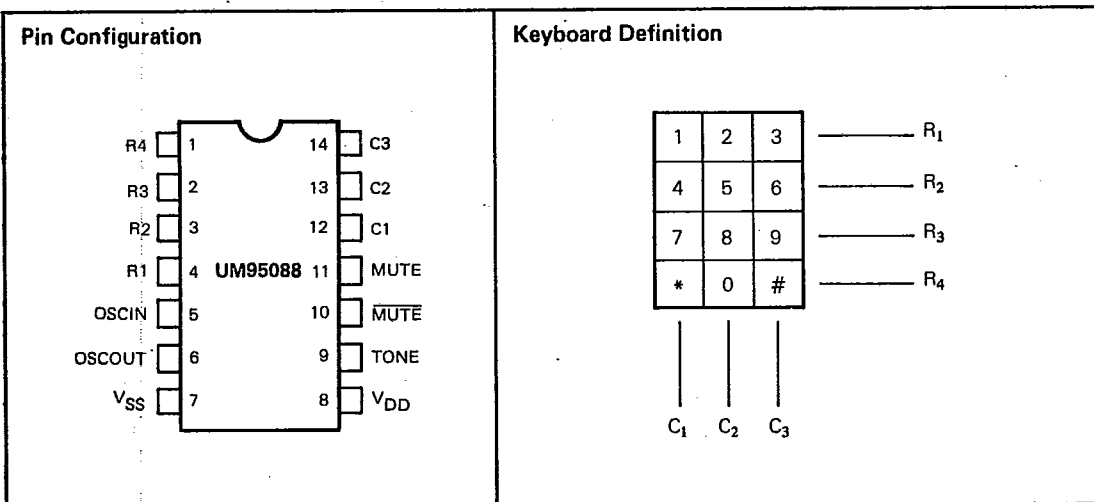 Pin Configuration
R4 1 14 C3
R3 2 13 C2
R2 3 12 C1
R1 4 UM95088 11 MUTE
OSCIN 5 10 M̅U̅T̅E̅
OSCOUT 6 9 TONE
VSS 7 8 VDD
Keyboard Definition
1 2 3 R1
4 5 6 R2
7 8 9 R3
* 0 # R4
C1 C2 C3